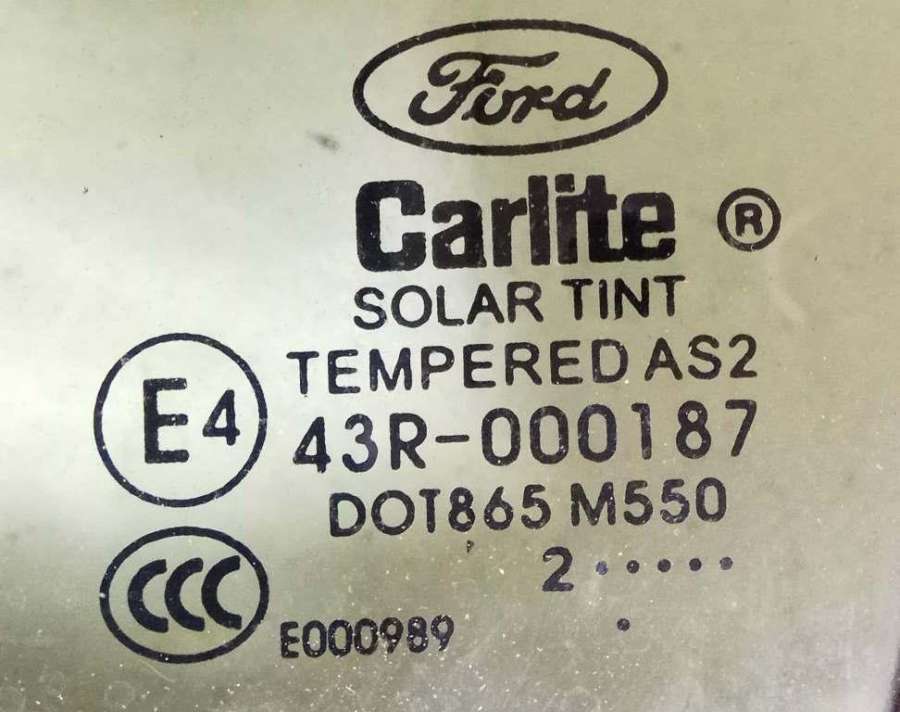 Ford
Carlite ®
SOLAR TINT
TEMPERED AS2
E4 43R-000187
DOT865 M550
2 .....
.
CCC E000989